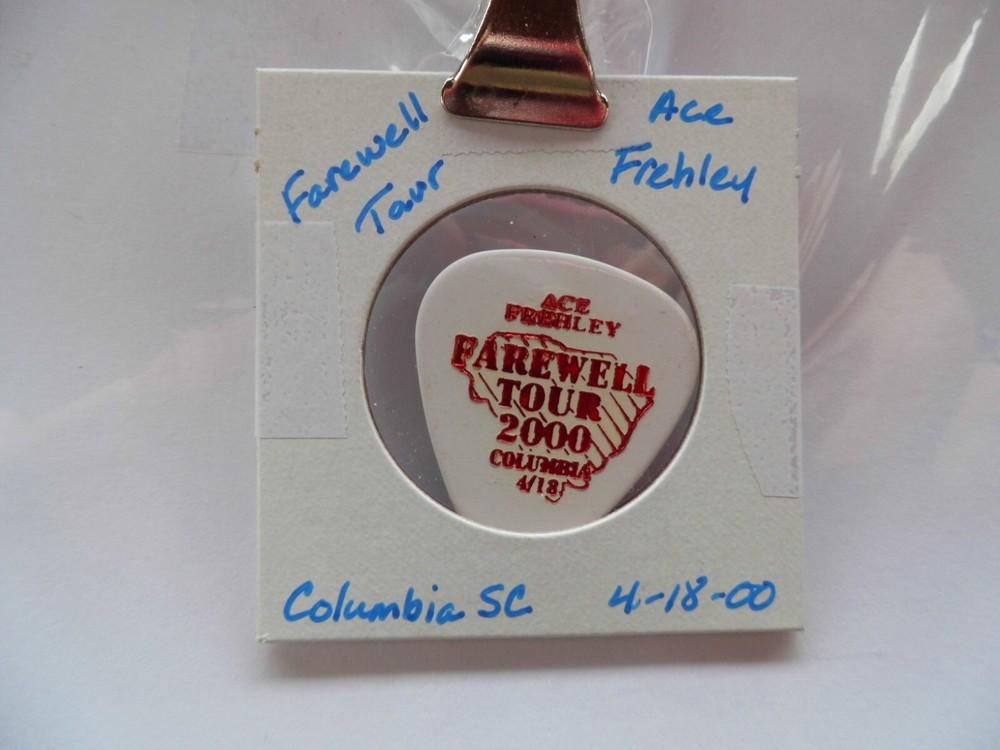 Farewell
Tour
Ace
Frehley
ACE
FREHLEY
FAREWELL
TOUR
2000
COLUMBIA
4/18
Columbia SC
4-18-00